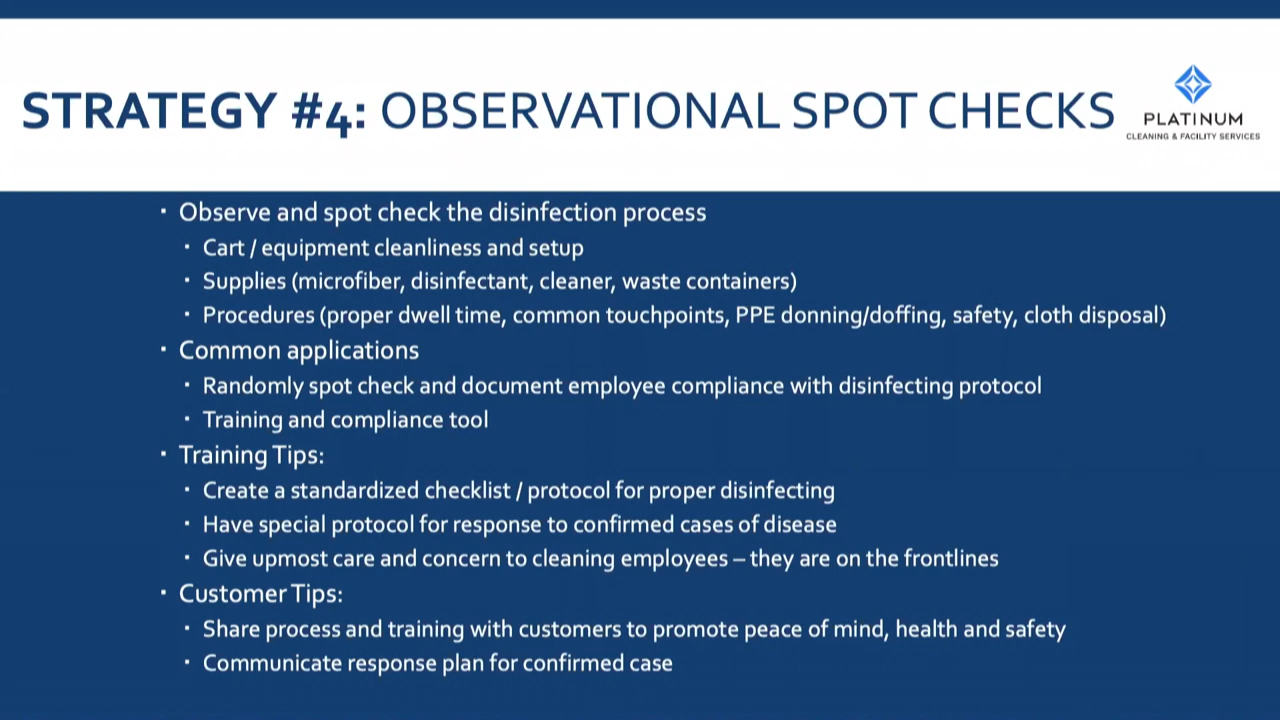 STRATEGY #4: OBSERVATIONAL SPOT CHECKS
PLATINUM
CLEANING & FACILITY SERVICES
▪ Observe and spot check the disinfection process
▪ Cart / equipment cleanliness and setup
▪ Supplies (microfiber, disinfectant, cleaner, waste containers)
▪ Procedures (proper dwell time, common touchpoints, PPE donning/doffing, safety, cloth disposal)
▪ Common applications
▪ Randomly spot check and document employee compliance with disinfecting protocol
▪ Training and compliance tool
▪ Training Tips:
▪ Create a standardized checklist / protocol for proper disinfecting
▪ Have special protocol for response to confirmed cases of disease
▪ Give upmost care and concern to cleaning employees – they are on the frontlines
▪ Customer Tips:
▪ Share process and training with customers to promote peace of mind, health and safety
▪ Communicate response plan for confirmed case